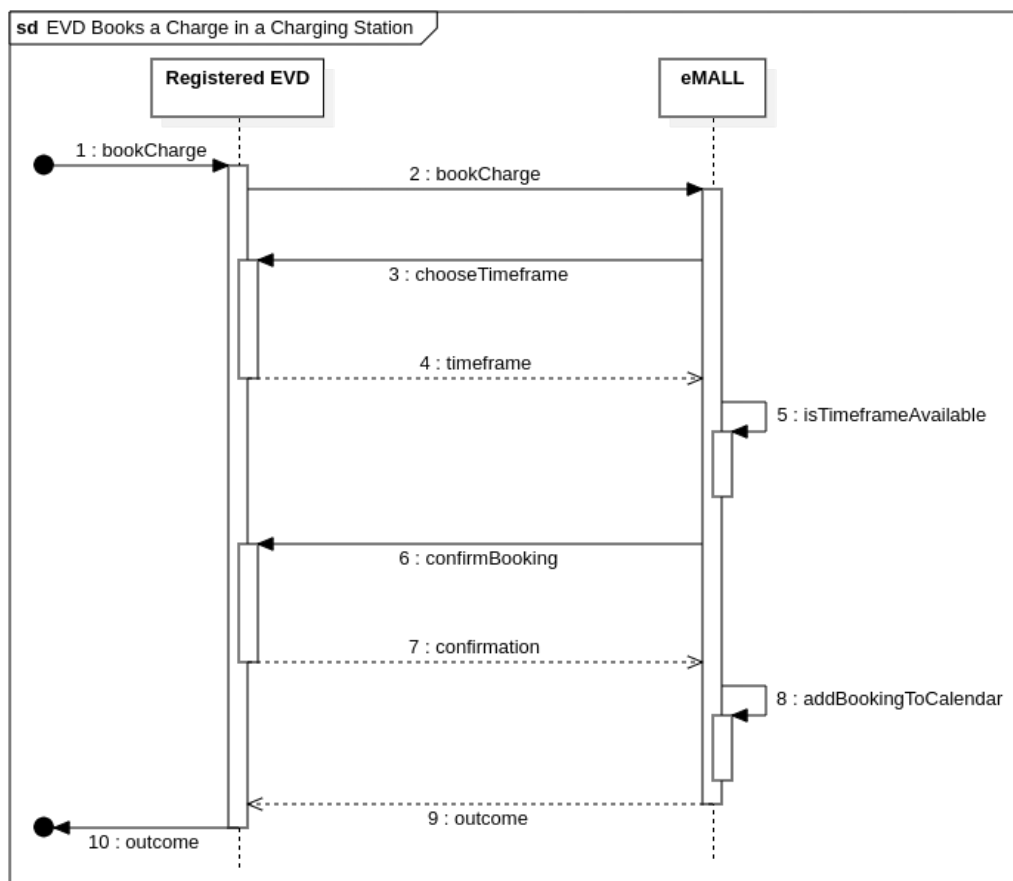 sd EVD Books a Charge in a Charging Station
Registered EVD
eMALL
1 : bookCharge
2 : bookCharge
3 : chooseTimeframe
4 : timeframe
5 : isTimeframeAvailable
6 : confirmBooking
7 : confirmation
8 : addBookingToCalendar
9 : outcome
10 : outcome